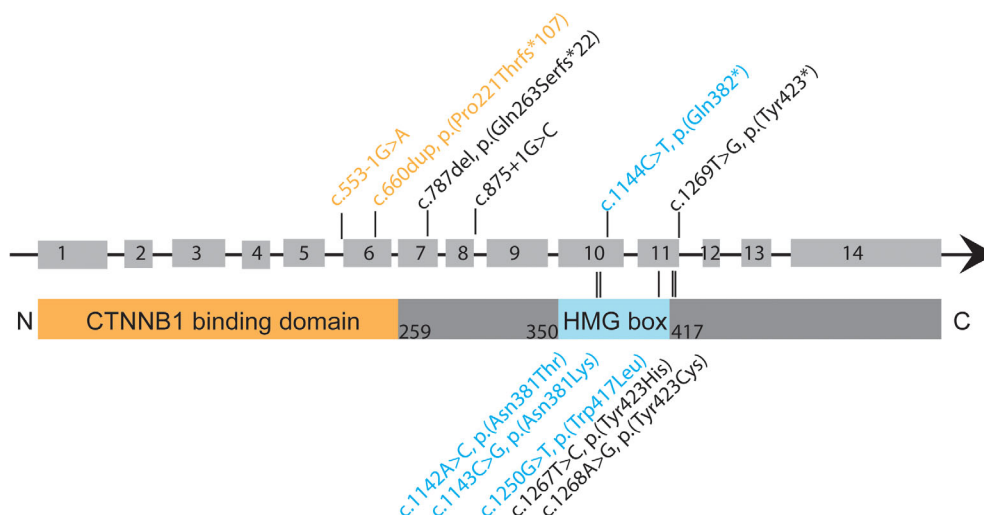 c.553-1G>A
c.660dup, p.(Pro221Thrfs*107)
c.787del, p.(Gln263Serfs*22)
c.875+1G>C
c.1144C>T, p.(Gln382*)
c.1269T>G, p.(Tyr423*)
1 2 3 4 5 6 7 8 9 10 11 12 13 14
N CTNNB1 binding domain 259 350 HMG box 417 C
c.1142A>C, p.(Asn381Thr)
c.1143C>G, p.(Asn381Lys)
c.1250G>T, p.(Trp417Leu)
c.1267T>C, p.(Tyr423His)
c.1268A>G, p.(Tyr423Cys)